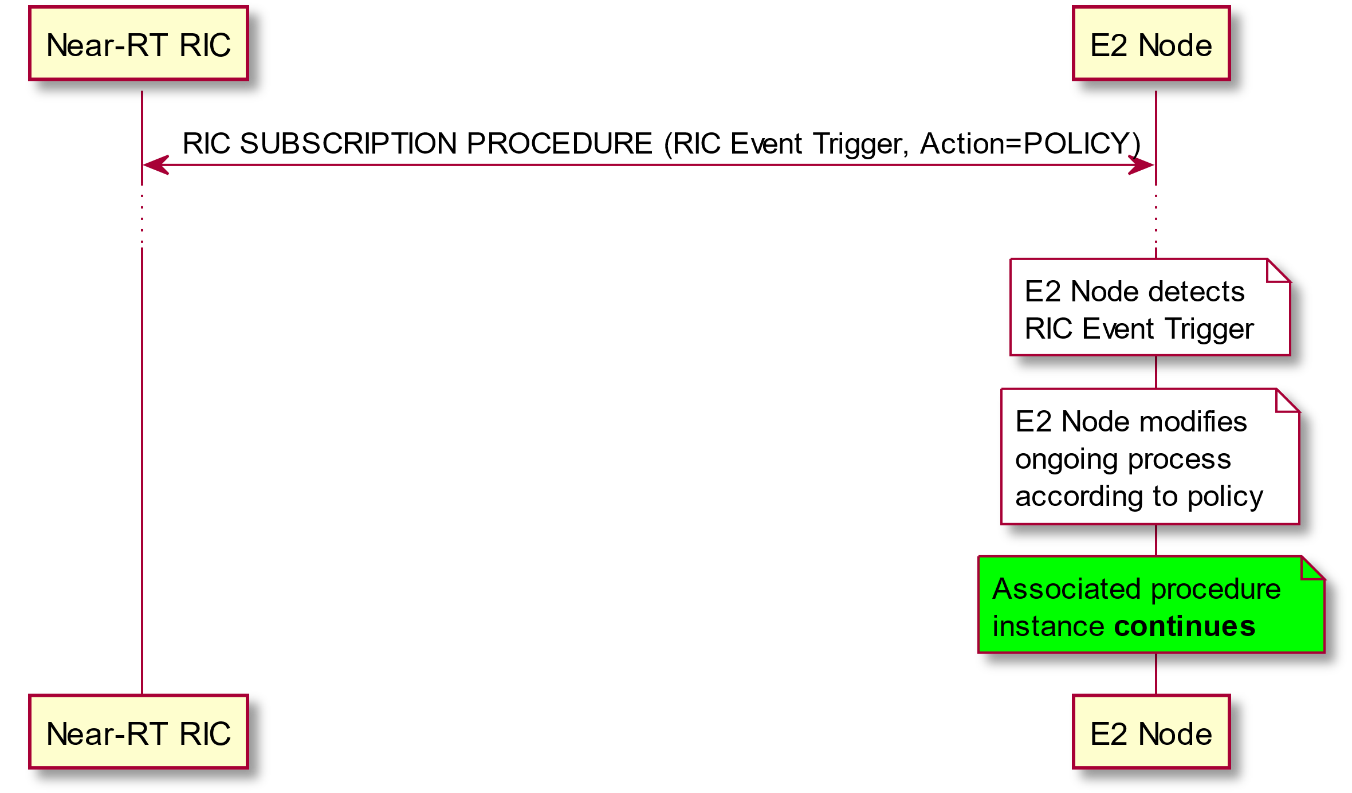 Near-RT RIC
E2 Node
RIC SUBSCRIPTION PROCEDURE (RIC Event Trigger, Action=POLICY)
E2 Node detects
RIC Event Trigger
E2 Node modifies
ongoing process
according to policy
Associated procedure
instance continues
Near-RT RIC
E2 Node